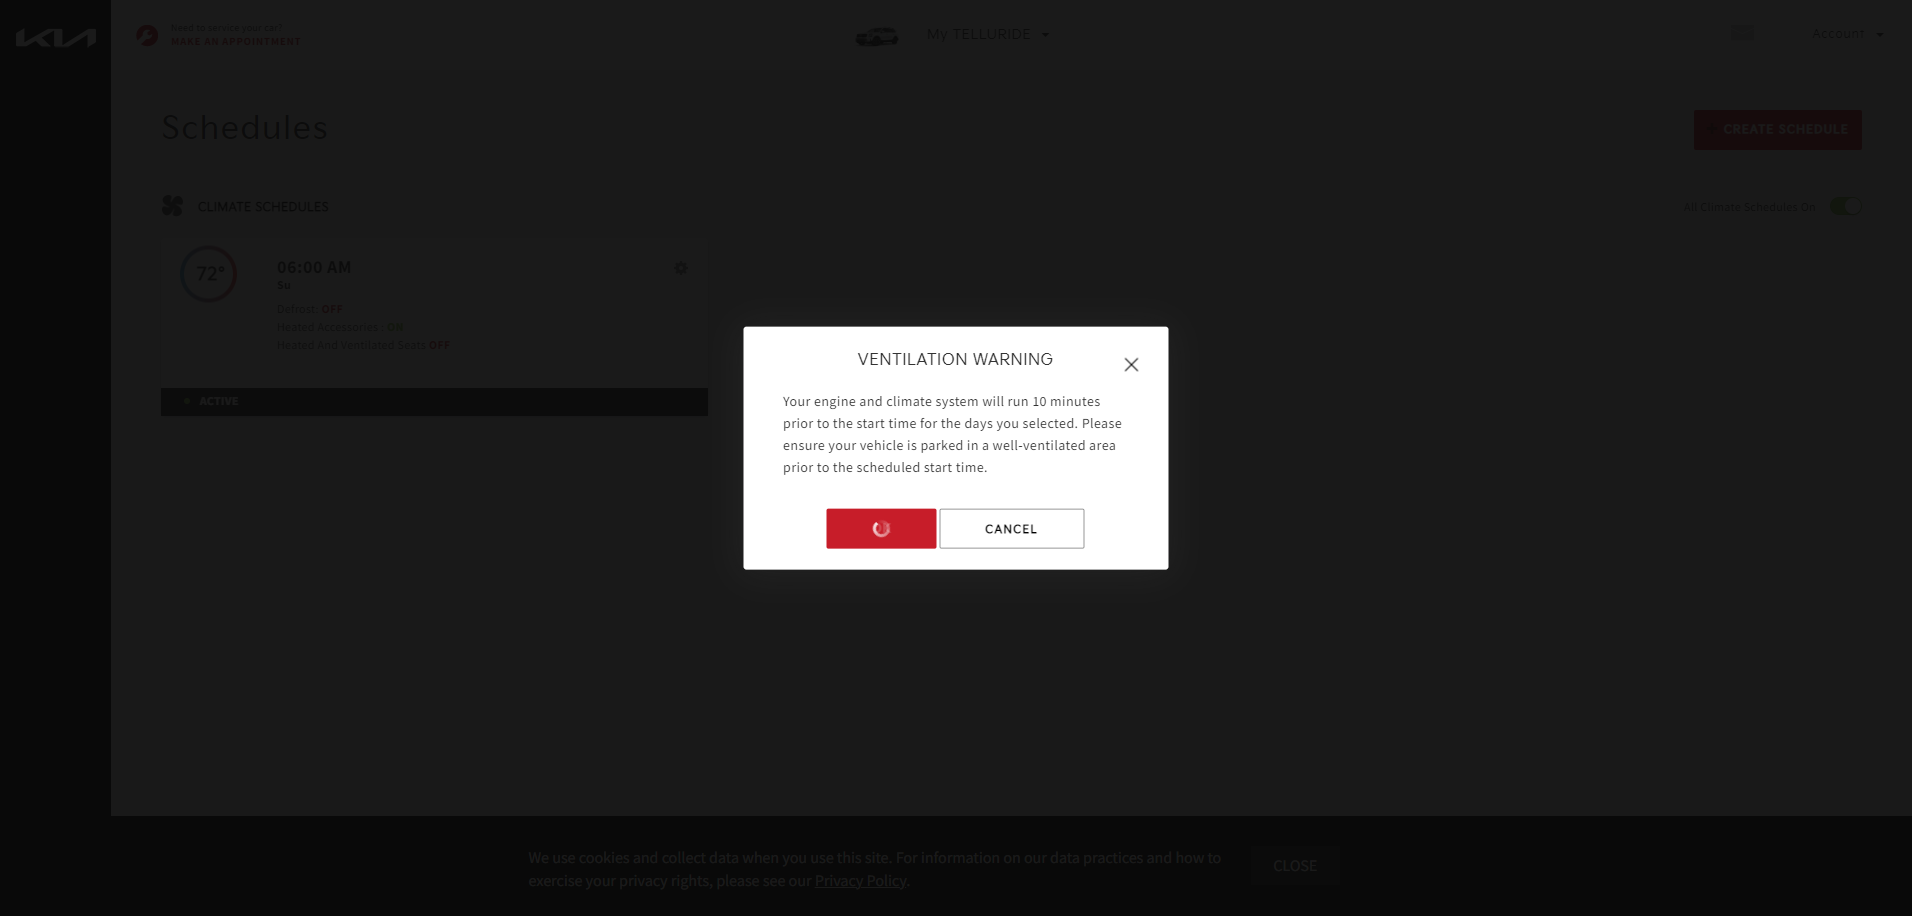 KIA
Need to service your car?
MAKE AN APPOINTMENT
My TELLURIDE
Account
Schedules
CREATE SCHEDULE
CLIMATE SCHEDULES
All Climate Schedules On
72°
06:00 AM
Su
Defrost: OFF
Heated Accessories : ON
Heated And Ventilated Seats OFF
ACTIVE
VENTILATION WARNING
Your engine and climate system will run 10 minutes
prior to the start time for the days you selected. Please
ensure your vehicle is parked in a well-ventilated area
prior to the scheduled start time.
CANCEL
We use cookies and collect data when you use this site. For information on our data practices and how to
exercise your privacy rights, please see our Privacy Policy.
CLOSE